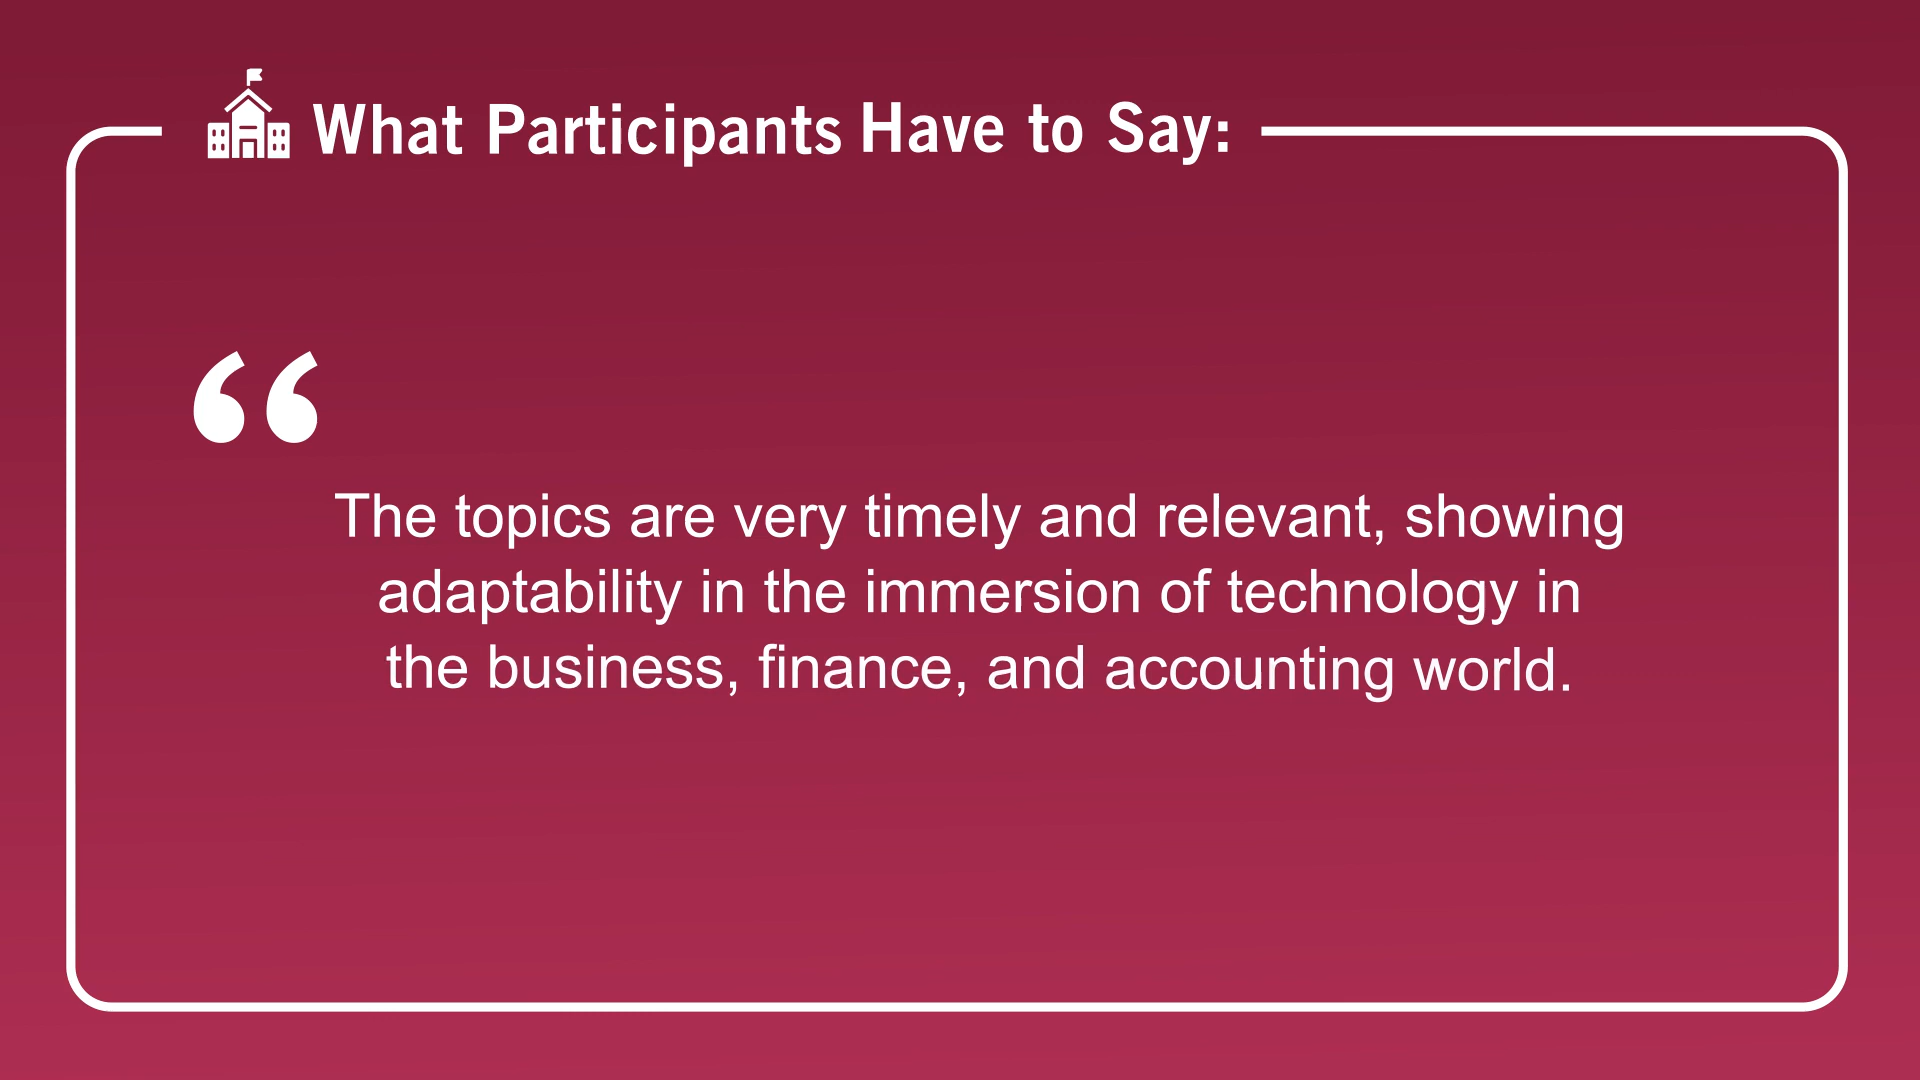 What Participants Have to Say:
“
The topics are very timely and relevant, showing
adaptability in the immersion of technology in
the business, finance, and accounting world.